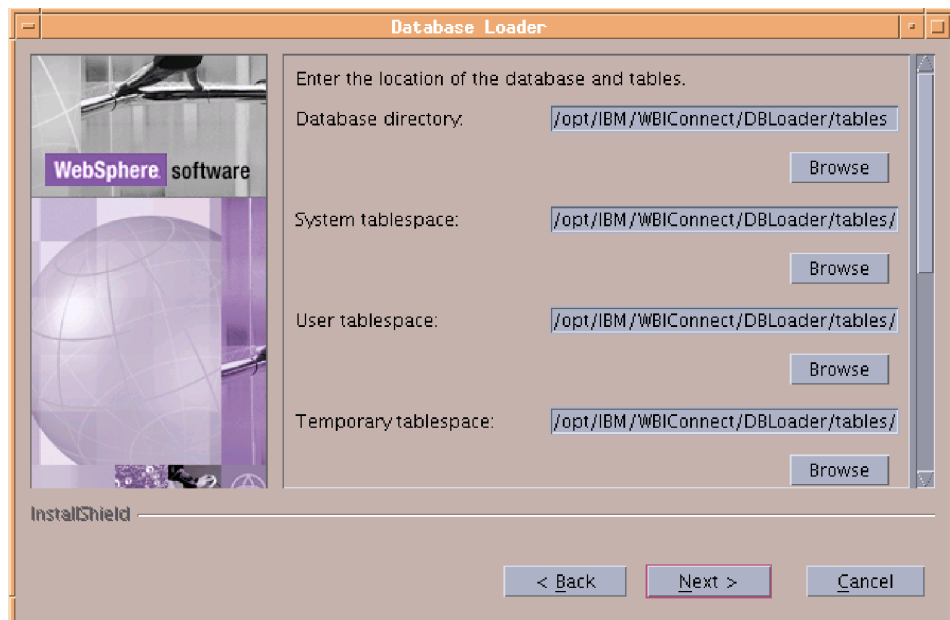 Database Loader
WebSphere software
Enter the location of the database and tables.
Database directory: /opt/IBM/WBIConnect/DBLoader/tables
Browse
System tablespace: /opt/IBM/WBIConnect/DBLoader/tables/
Browse
User tablespace: /opt/IBM/WBIConnect/DBLoader/tables/
Browse
Temporary tablespace: /opt/IBM/WBIConnect/DBLoader/tables/
Browse
InstallShield
< Back Next > Cancel